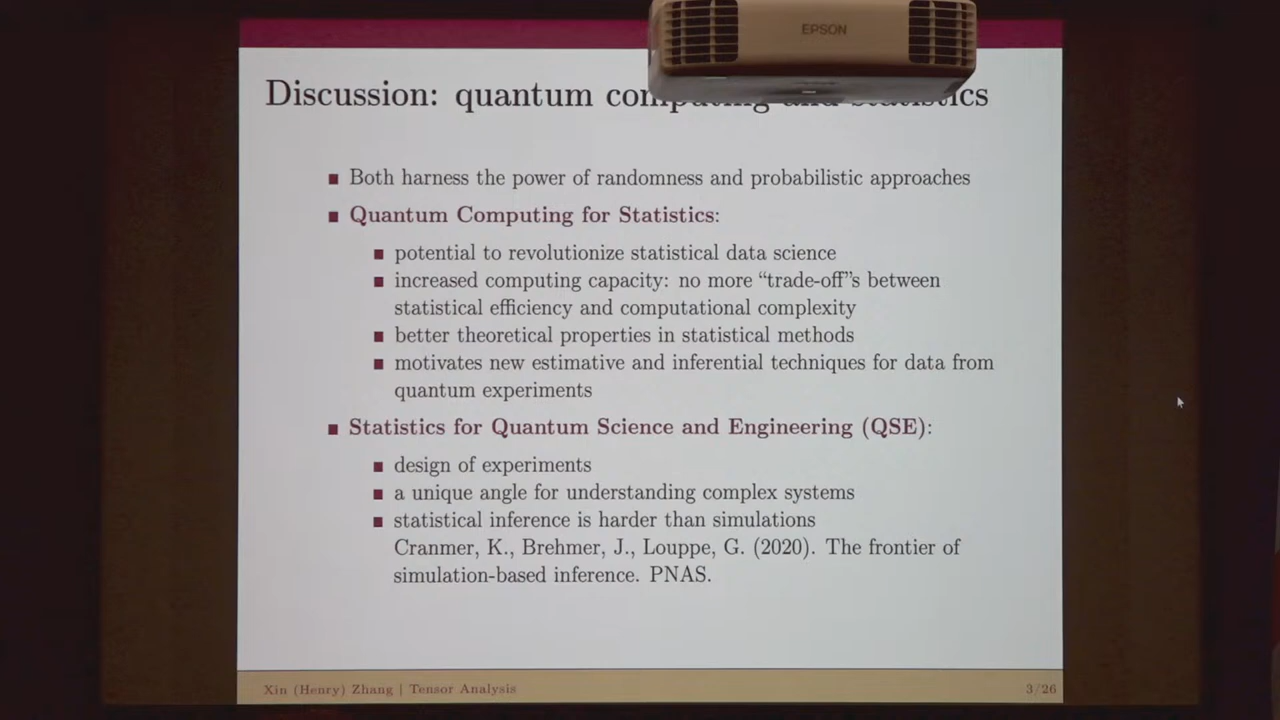 EPSON
Discussion: quantum computing and statistics
Both harness the power of randomness and probabilistic approaches
Quantum Computing for Statistics:
potential to revolutionize statistical data science
increased computing capacity: no more “trade-off”s between
statistical efficiency and computational complexity
better theoretical properties in statistical methods
motivates new estimative and inferential techniques for data from
quantum experiments
Statistics for Quantum Science and Engineering (QSE):
design of experiments
a unique angle for understanding complex systems
statistical inference is harder than simulations
Cranmer, K., Brehmer, J., Louppe, G. (2020). The frontier of
simulation-based inference. PNAS.
Xin (Henry) Zhang | Tensor Analysis
3/26